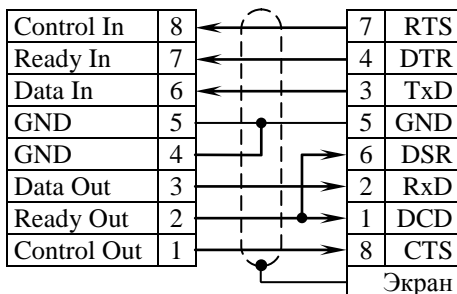 Control In 8 7 RTS
Ready In 7 4 DTR
Data In 6 3 TxD
GND 5 5 GND
GND 4 6 DSR
Data Out 3 2 RxD
Ready Out 2 1 DCD
Control Out 1 8 CTS
Экран